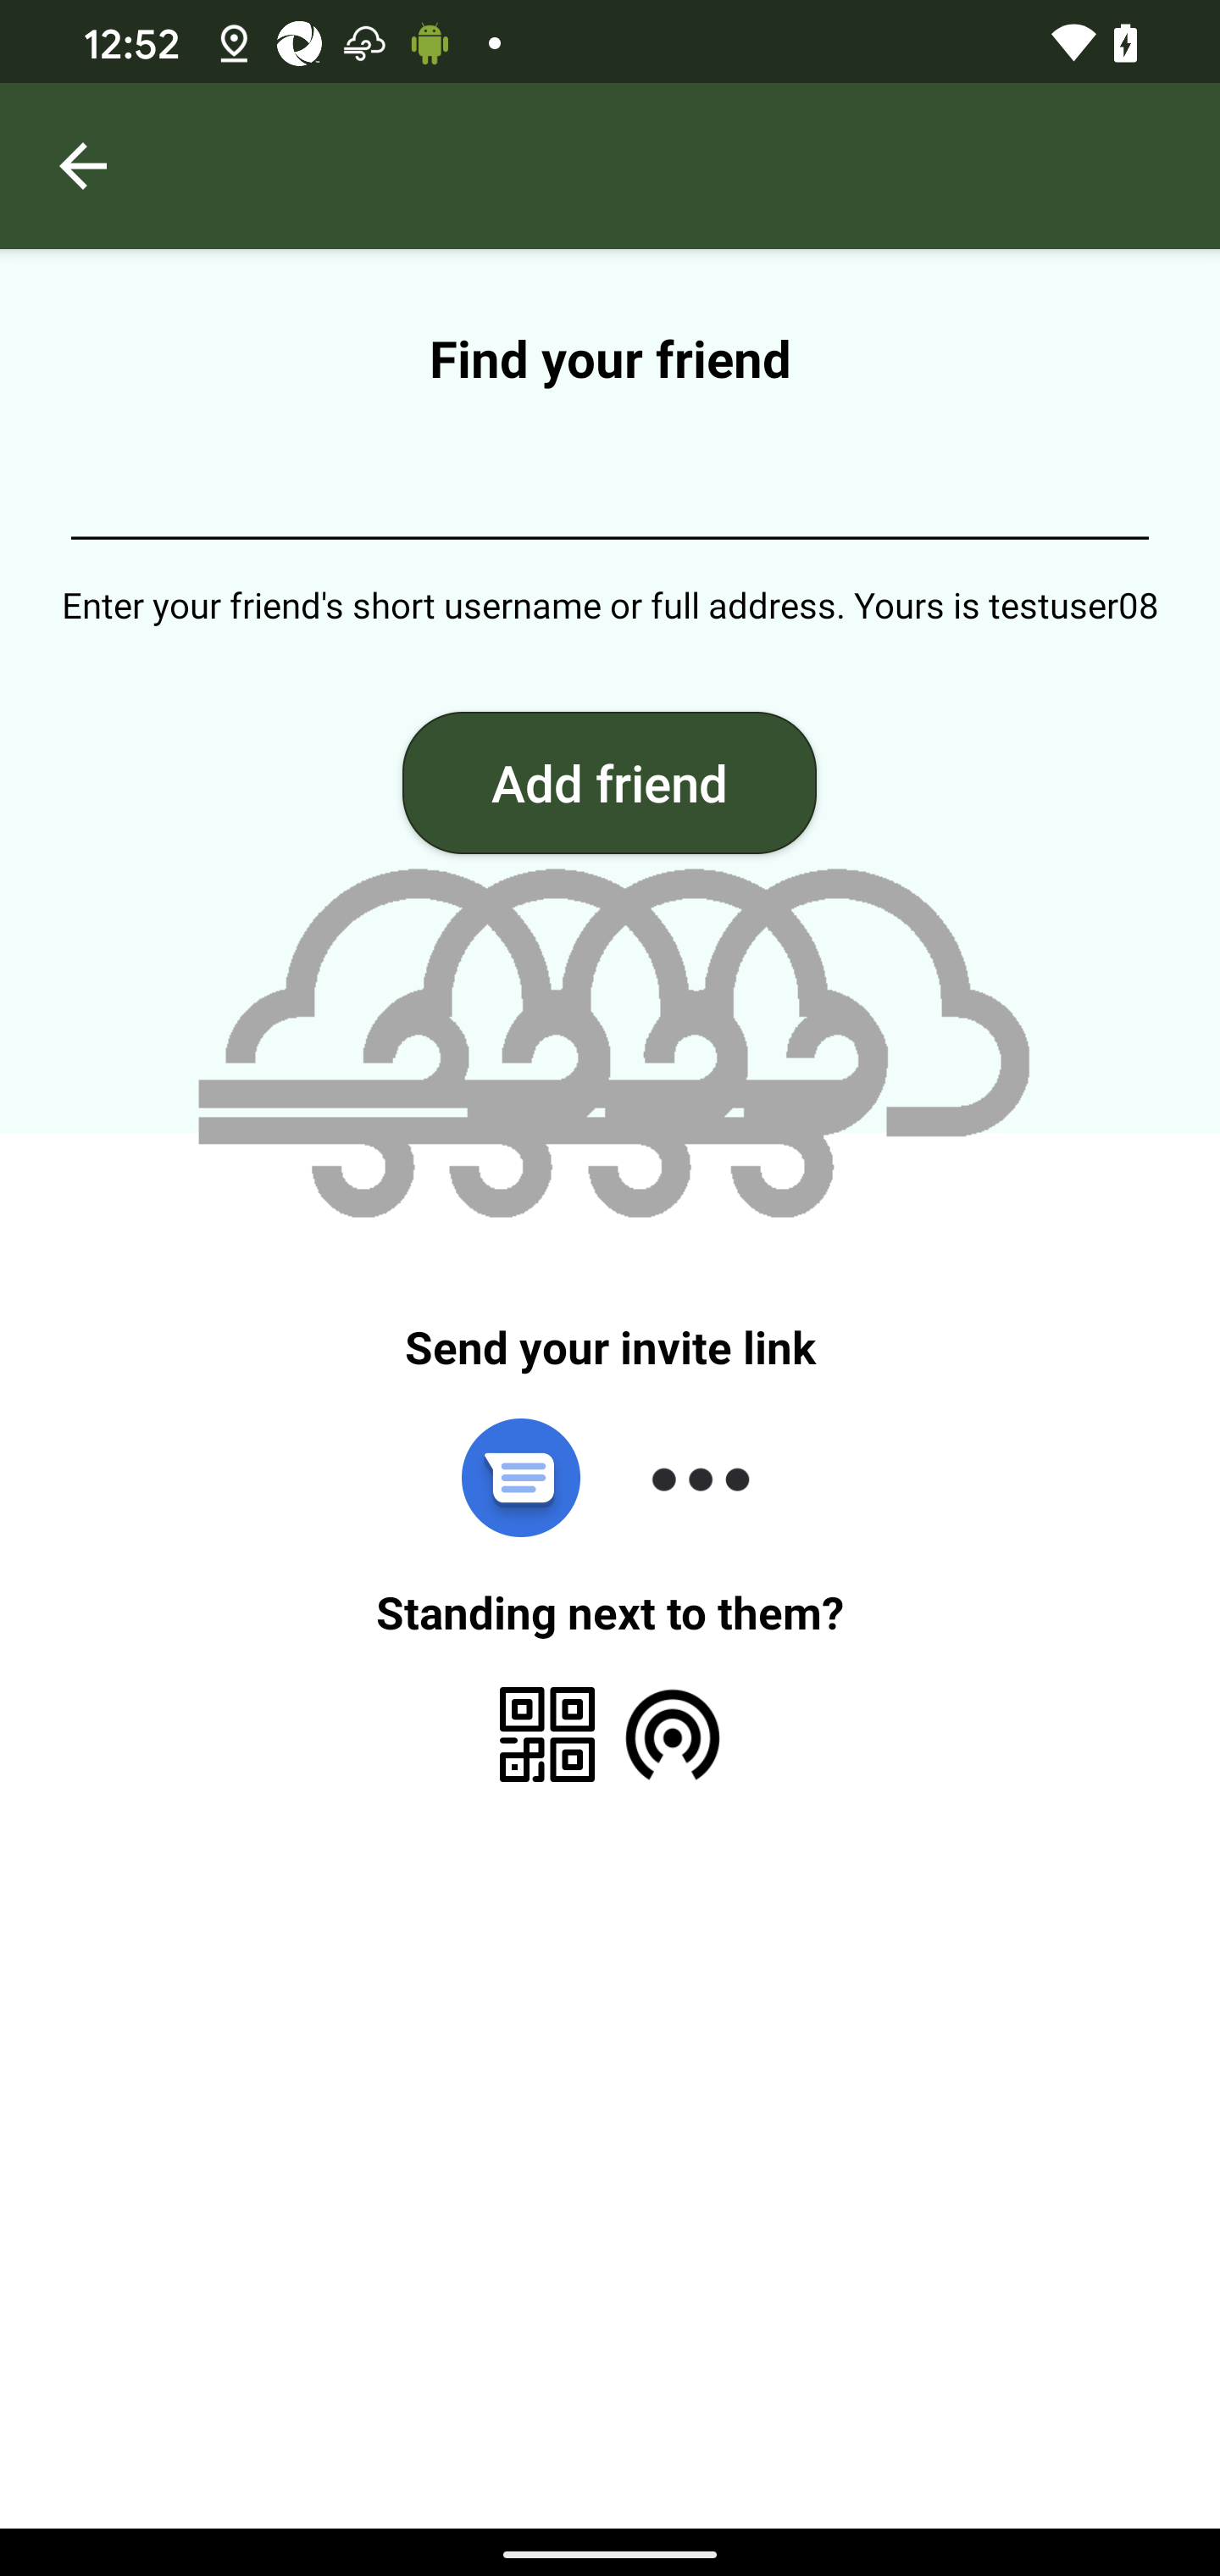 12:52
Find your friend
Enter your friend's short username or full address. Yours is testuser08
Add friend
Send your invite link
Standing next to them?